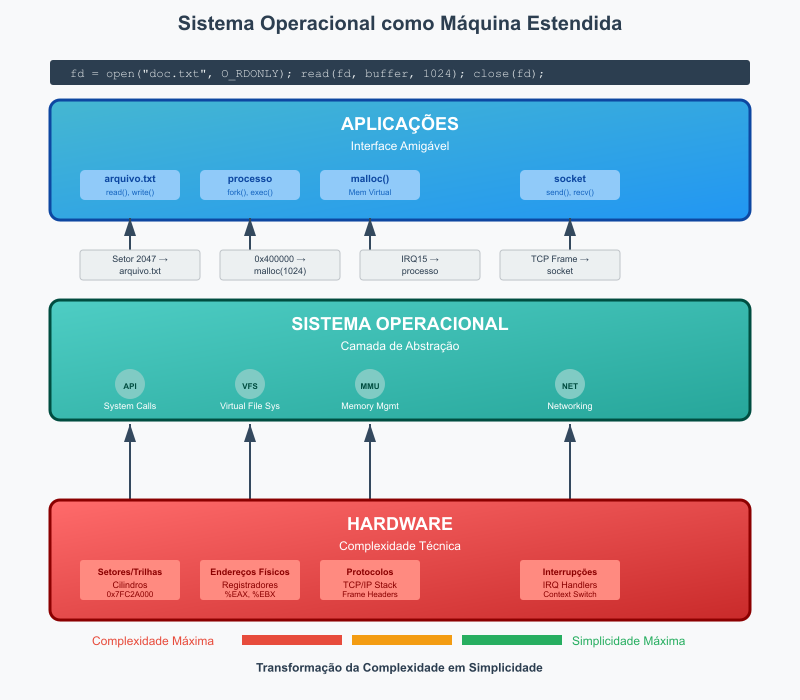 Sistema Operacional como Máquina Estendida
fd = open("doc.txt", O_RDONLY); read(fd, buffer, 1024); close(fd);
APLICAÇÕES
Interface Amigável
arquivo.txt
read(), write()
processo
fork(), exec()
malloc()
Mem Virtual
socket
send(), recv()
Setor 2047 →
arquivo.txt
0x400000 →
malloc(1024)
IRQ15 →
processo
TCP Frame →
socket
SISTEMA OPERACIONAL
Camada de Abstração
API
System Calls
VFS
Virtual File Sys
MMU
Memory Mgmt
NET
Networking
HARDWARE
Complexidade Técnica
Setores/Trilhas
Cilindros
0x7FC2A000
Endereços Físicos
Registradores
%EAX, %EBX
Protocolos
TCP/IP Stack
Frame Headers
Interrupções
IRQ Handlers
Context Switch
Complexidade Máxima
Simplicidade Máxima
Transformação da Complexidade em Simplicidade